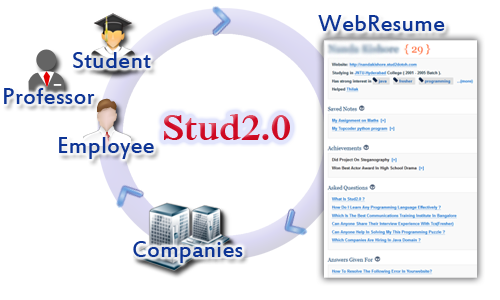 Student
Professor
Employee
Stud2.0
Companies
WebResume
Nanda Kishore { 29 }
Website: http://nandakishore.stud2dotoh.com
Studying In JNTU Hyderabad College ( 2001 - 2005 Batch ).
Has strong interest in java fresher programming ...(more)
Helped Thilak
Saved Notes
My Assignment on Maths [+]
My Topcoder python program [+]
Achievements
Did Project On Steganography [+]
Won Best Actor Award In High School Drama [+]
Asked Questions
What Is Stud2.0 ?
How Do I Learn Any Programming Language Effectively ?
Which Is The Best Communications Training Institute In Bangalore
Can Anyone Share Their Interview Experience With Tcs(Fresher)
Can Anyone Help In Solving My This Programming Puzzle ?
Which Companies Are Hiring In Java Domain ?
Answers Given For
How To Resolve The Following Error In Yourwebsite?